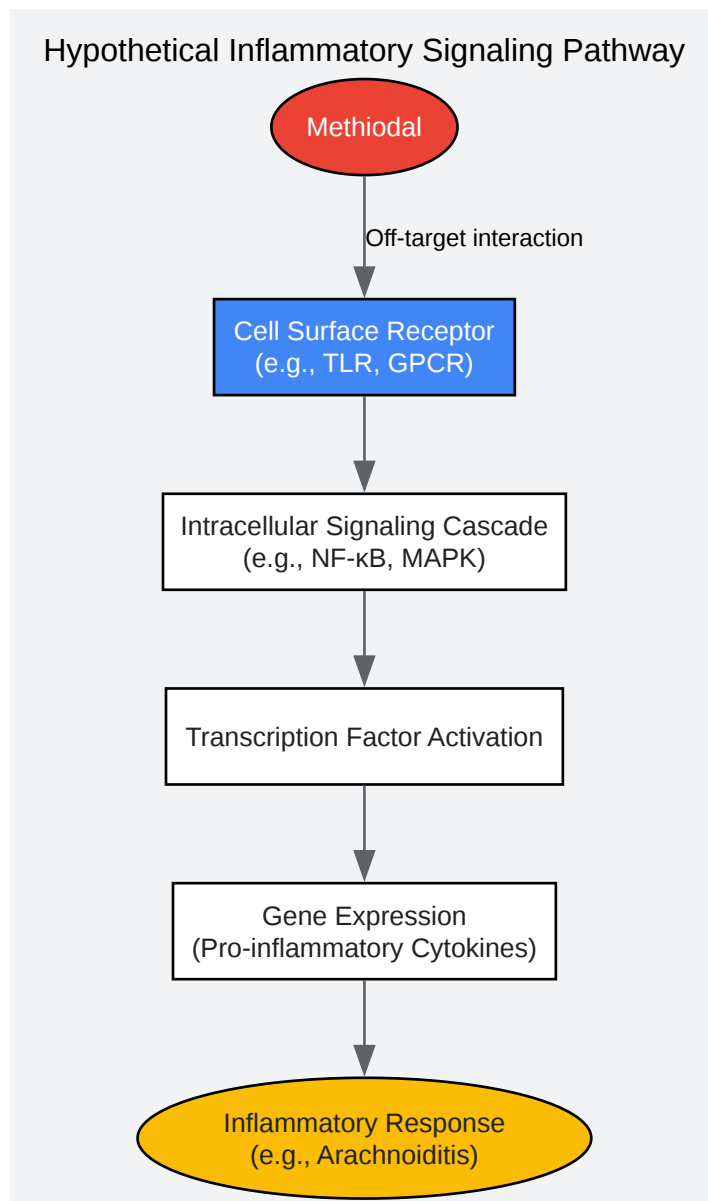 Hypothetical Inflammatory Signaling Pathway
Methiodal
Off-target interaction
Cell Surface Receptor
(e.g., TLR, GPCR)
Intracellular Signaling Cascade
(e.g., NF-κB, MAPK)
Transcription Factor Activation
Gene Expression
(Pro-inflammatory Cytokines)
Inflammatory Response
(e.g., Arachnoiditis)